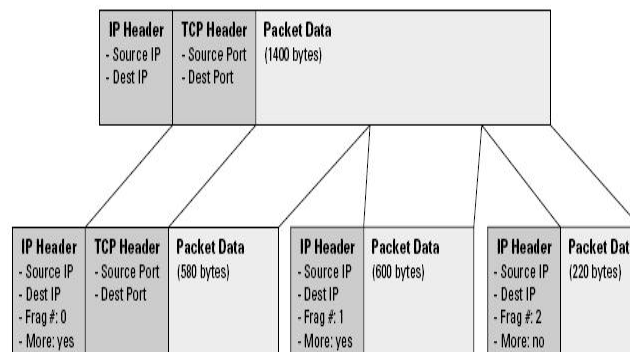 IP Header
- Source IP
- Dest IP
TCP Header
- Source Port
- Dest Port
Packet Data
(1400 bytes)
IP Header
- Source IP
- Dest IP
- Frag #: 0
- More: yes
TCP Header
- Source Port
- Dest Port
Packet Data
(580 bytes)
IP Header
- Source IP
- Dest IP
- Frag #: 1
- More: yes
Packet Data
(600 bytes)
IP Header
- Source IP
- Dest IP
- Frag #: 2
- More: no
Packet Dat
(220 bytes)